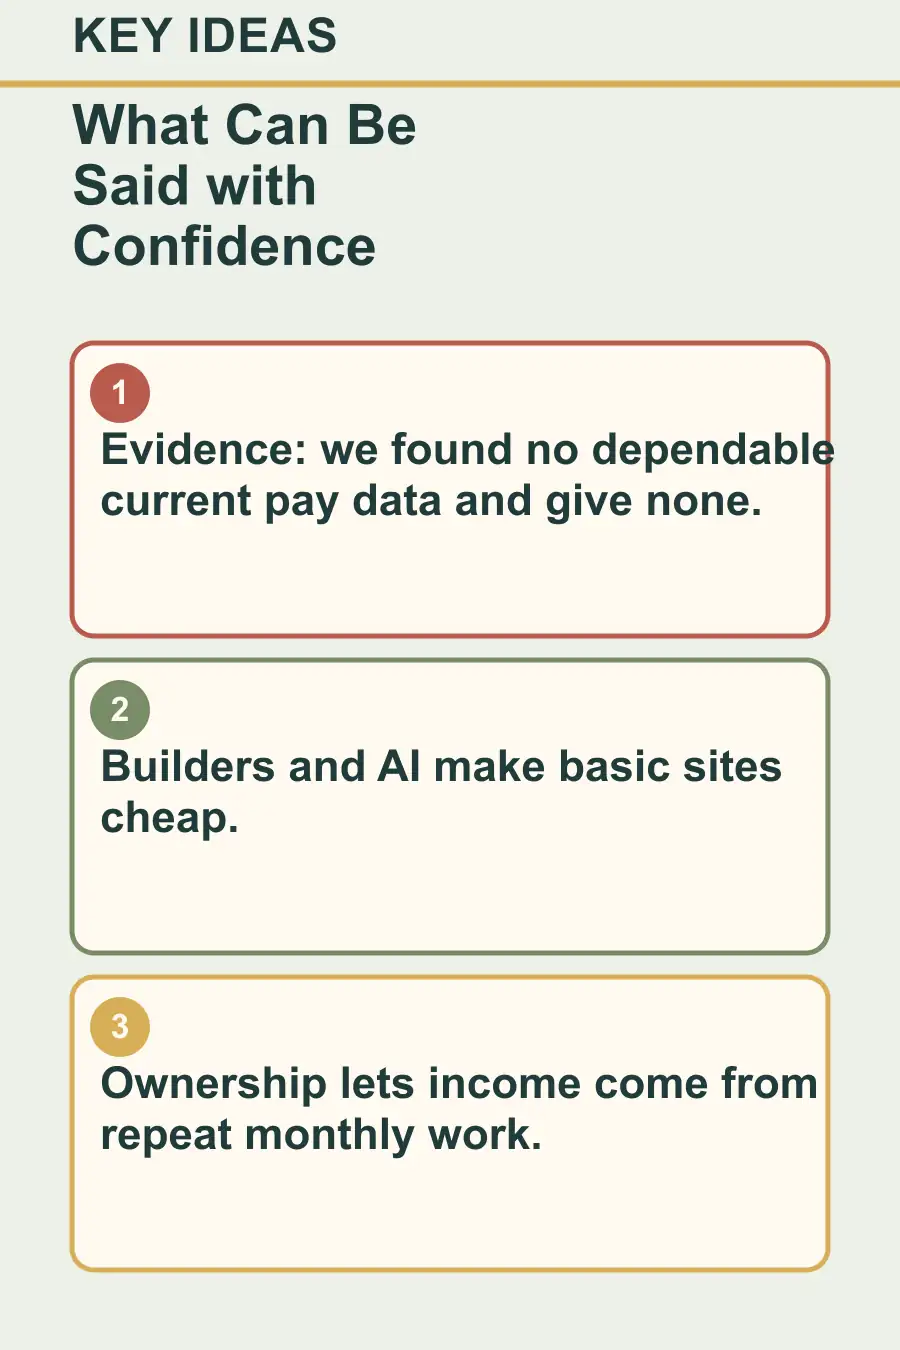 KEY IDEAS
What Can Be
Said with
Confidence
1
Evidence: we found no dependable
current pay data and give none.
2
Builders and AI make basic sites
cheap.
3
Ownership lets income come from
repeat monthly work.